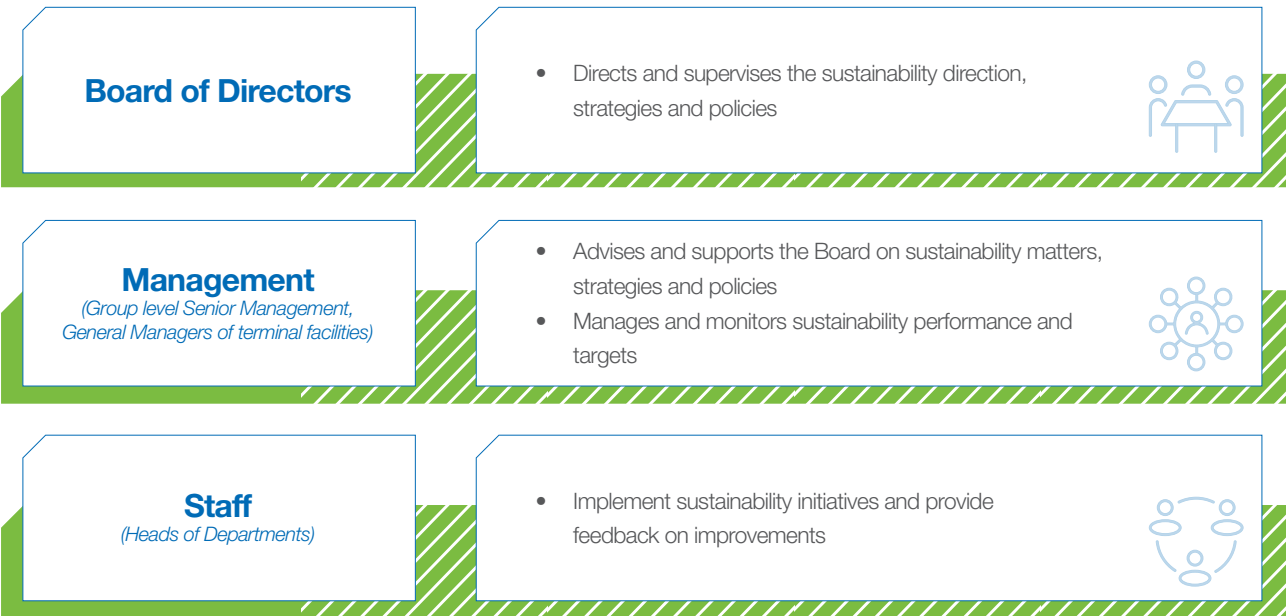 Board of Directors
• Directs and supervises the sustainability direction,
strategies and policies
Management
(Group level Senior Management,
General Managers of terminal facilities)
• Advises and supports the Board on sustainability matters,
strategies and policies
• Manages and monitors sustainability performance and
targets
Staff
(Heads of Departments)
• Implement sustainability initiatives and provide
feedback on improvements